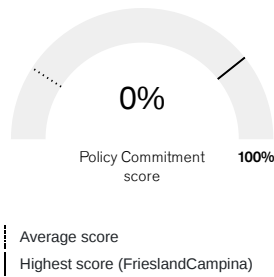 0%
Policy Commitment 100%
score
Average score
Highest score (FrieslandCampina)